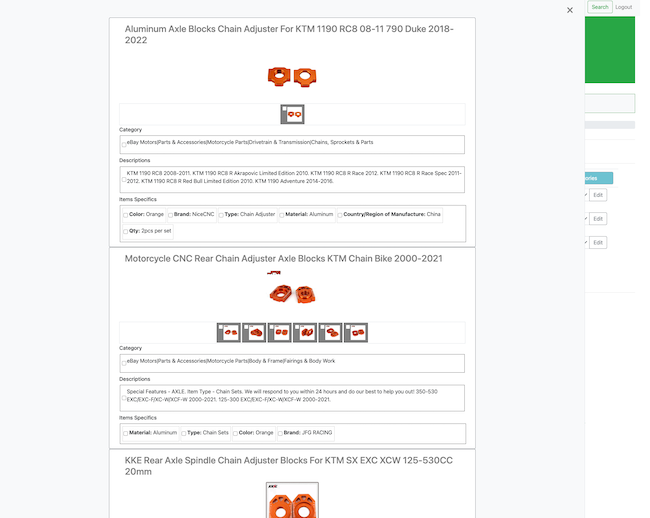 Search Logout
Aluminum Axle Blocks Chain Adjuster For KTM 1190 RC8 08-11 790 Duke 2018-
2022
Category
eBay Motors|Parts & Accessories|Motorcycle Parts|Drivetrain & Transmission|Chains, Sprockets & Parts
Descriptions
KTM 1190 RC8 2008-2011. KTM 1190 RC8 R Akrapovic Limited Edition 2010. KTM 1190 RC8 R Race 2012. KTM 1190 RC8 R Race Spec 2011-
2012. KTM 1190 RC8 R Red Bull Limited Edition 2010. KTM 1190 Adventure 2014-2016.
Items Specifics
Color: Orange Brand: NiceCNC Type: Chain Adjuster Material: Aluminum Country/Region of Manufacture: China
Qty: 2pcs per set
ories
Edit
Edit
Edit
Motorcycle CNC Rear Chain Adjuster Axle Blocks KTM Chain Bike 2000-2021
Category
eBay Motors|Parts & Accessories|Motorcycle Parts|Body & Frame|Fairings & Body Work
Descriptions
Special Features - AXLE. Item Type - Chain Sets. We will respond to you within 24 hours and do our best to help you out! 350-530
EXC/EXC-F/XC-W/XCF-W 2000-2021. 125-300 EXC/EXC-F/XC-W/XCF-W 2000-2021.
Items Specifics
Material: Aluminum Type: Chain Sets Color: Orange Brand: JFG RACING
KKE Rear Axle Spindle Chain Adjuster Blocks For KTM SX EXC XCW 125-530CC
20mm
KKE